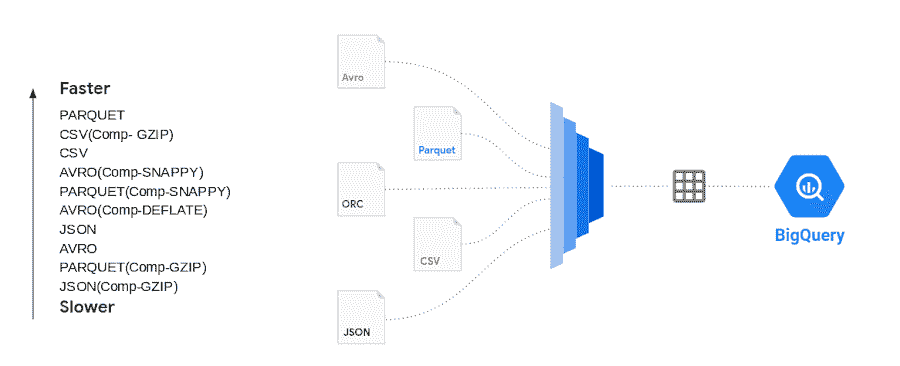 Faster
PARQUET
CSV(Comp- GZIP)
CSV
AVRO(Comp-SNAPPY)
PARQUET(Comp-SNAPPY)
AVRO(Comp-DEFLATE)
JSON
AVRO
PARQUET(Comp-GZIP)
JSON(Comp-GZIP)
Slower
Avro
Parquet
ORC
CSV
JSON
BigQuery